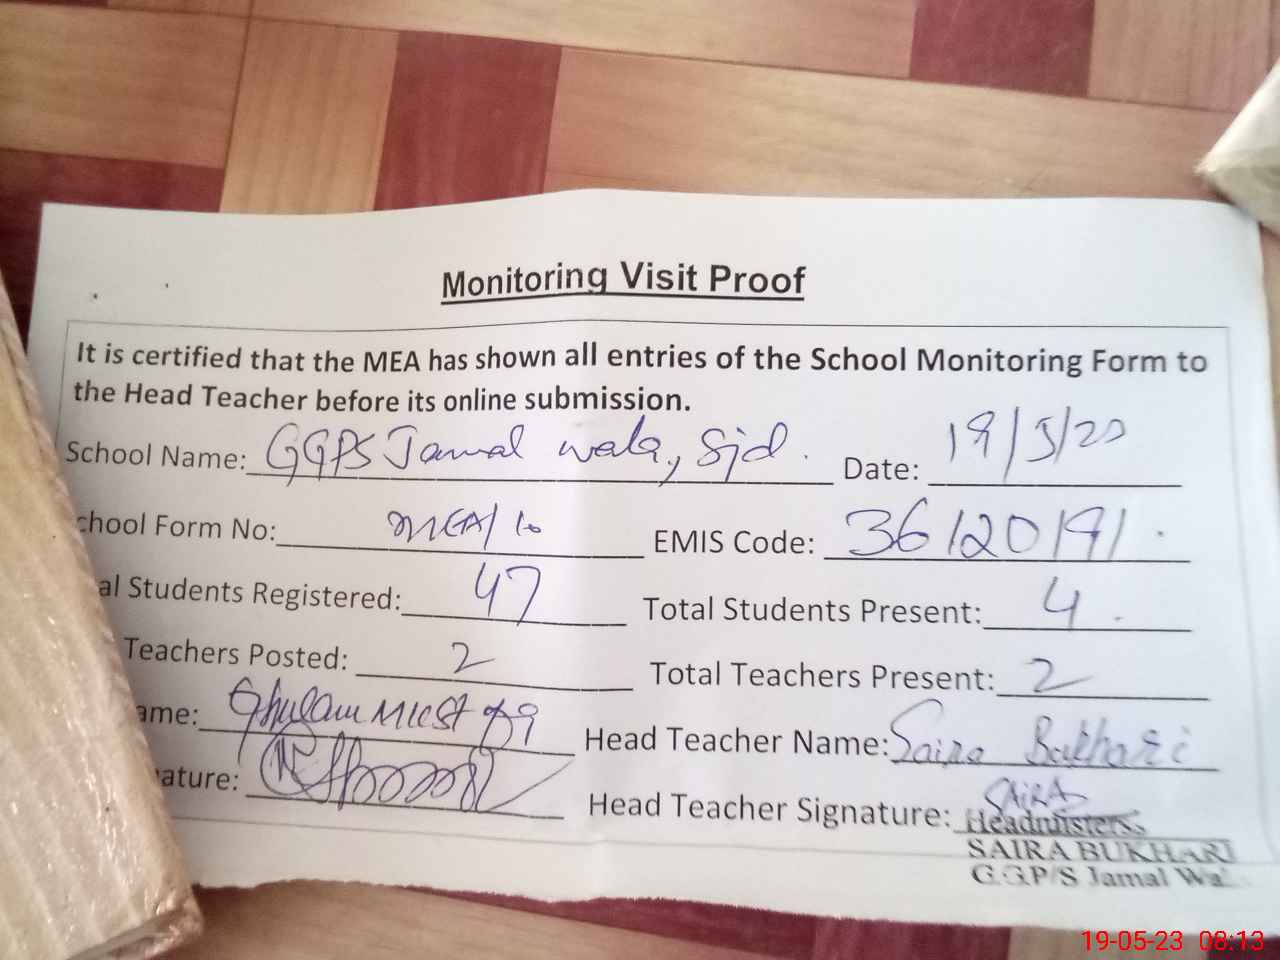 Monitoring Visit Proof
It is certified that the MEA has shown all entries of the School Monitoring Form to
the Head Teacher before its online submission.
School Name: GGPS Jamal wala, Sjd. Date: 19/5/23
chool Form No: MEA/10 EMIS Code: 36120191.
al Students Registered: 47 Total Students Present: 4.
Teachers Posted: 2 Total Teachers Present: 2
ame: Ghulam Head Teacher Name: Saira Bukhari
ature: Head Teacher Signature: SAIRA
Headmistress
SAIRA BUKHARI
G.G.P/S Jamal Wal
19-05-23 08:13